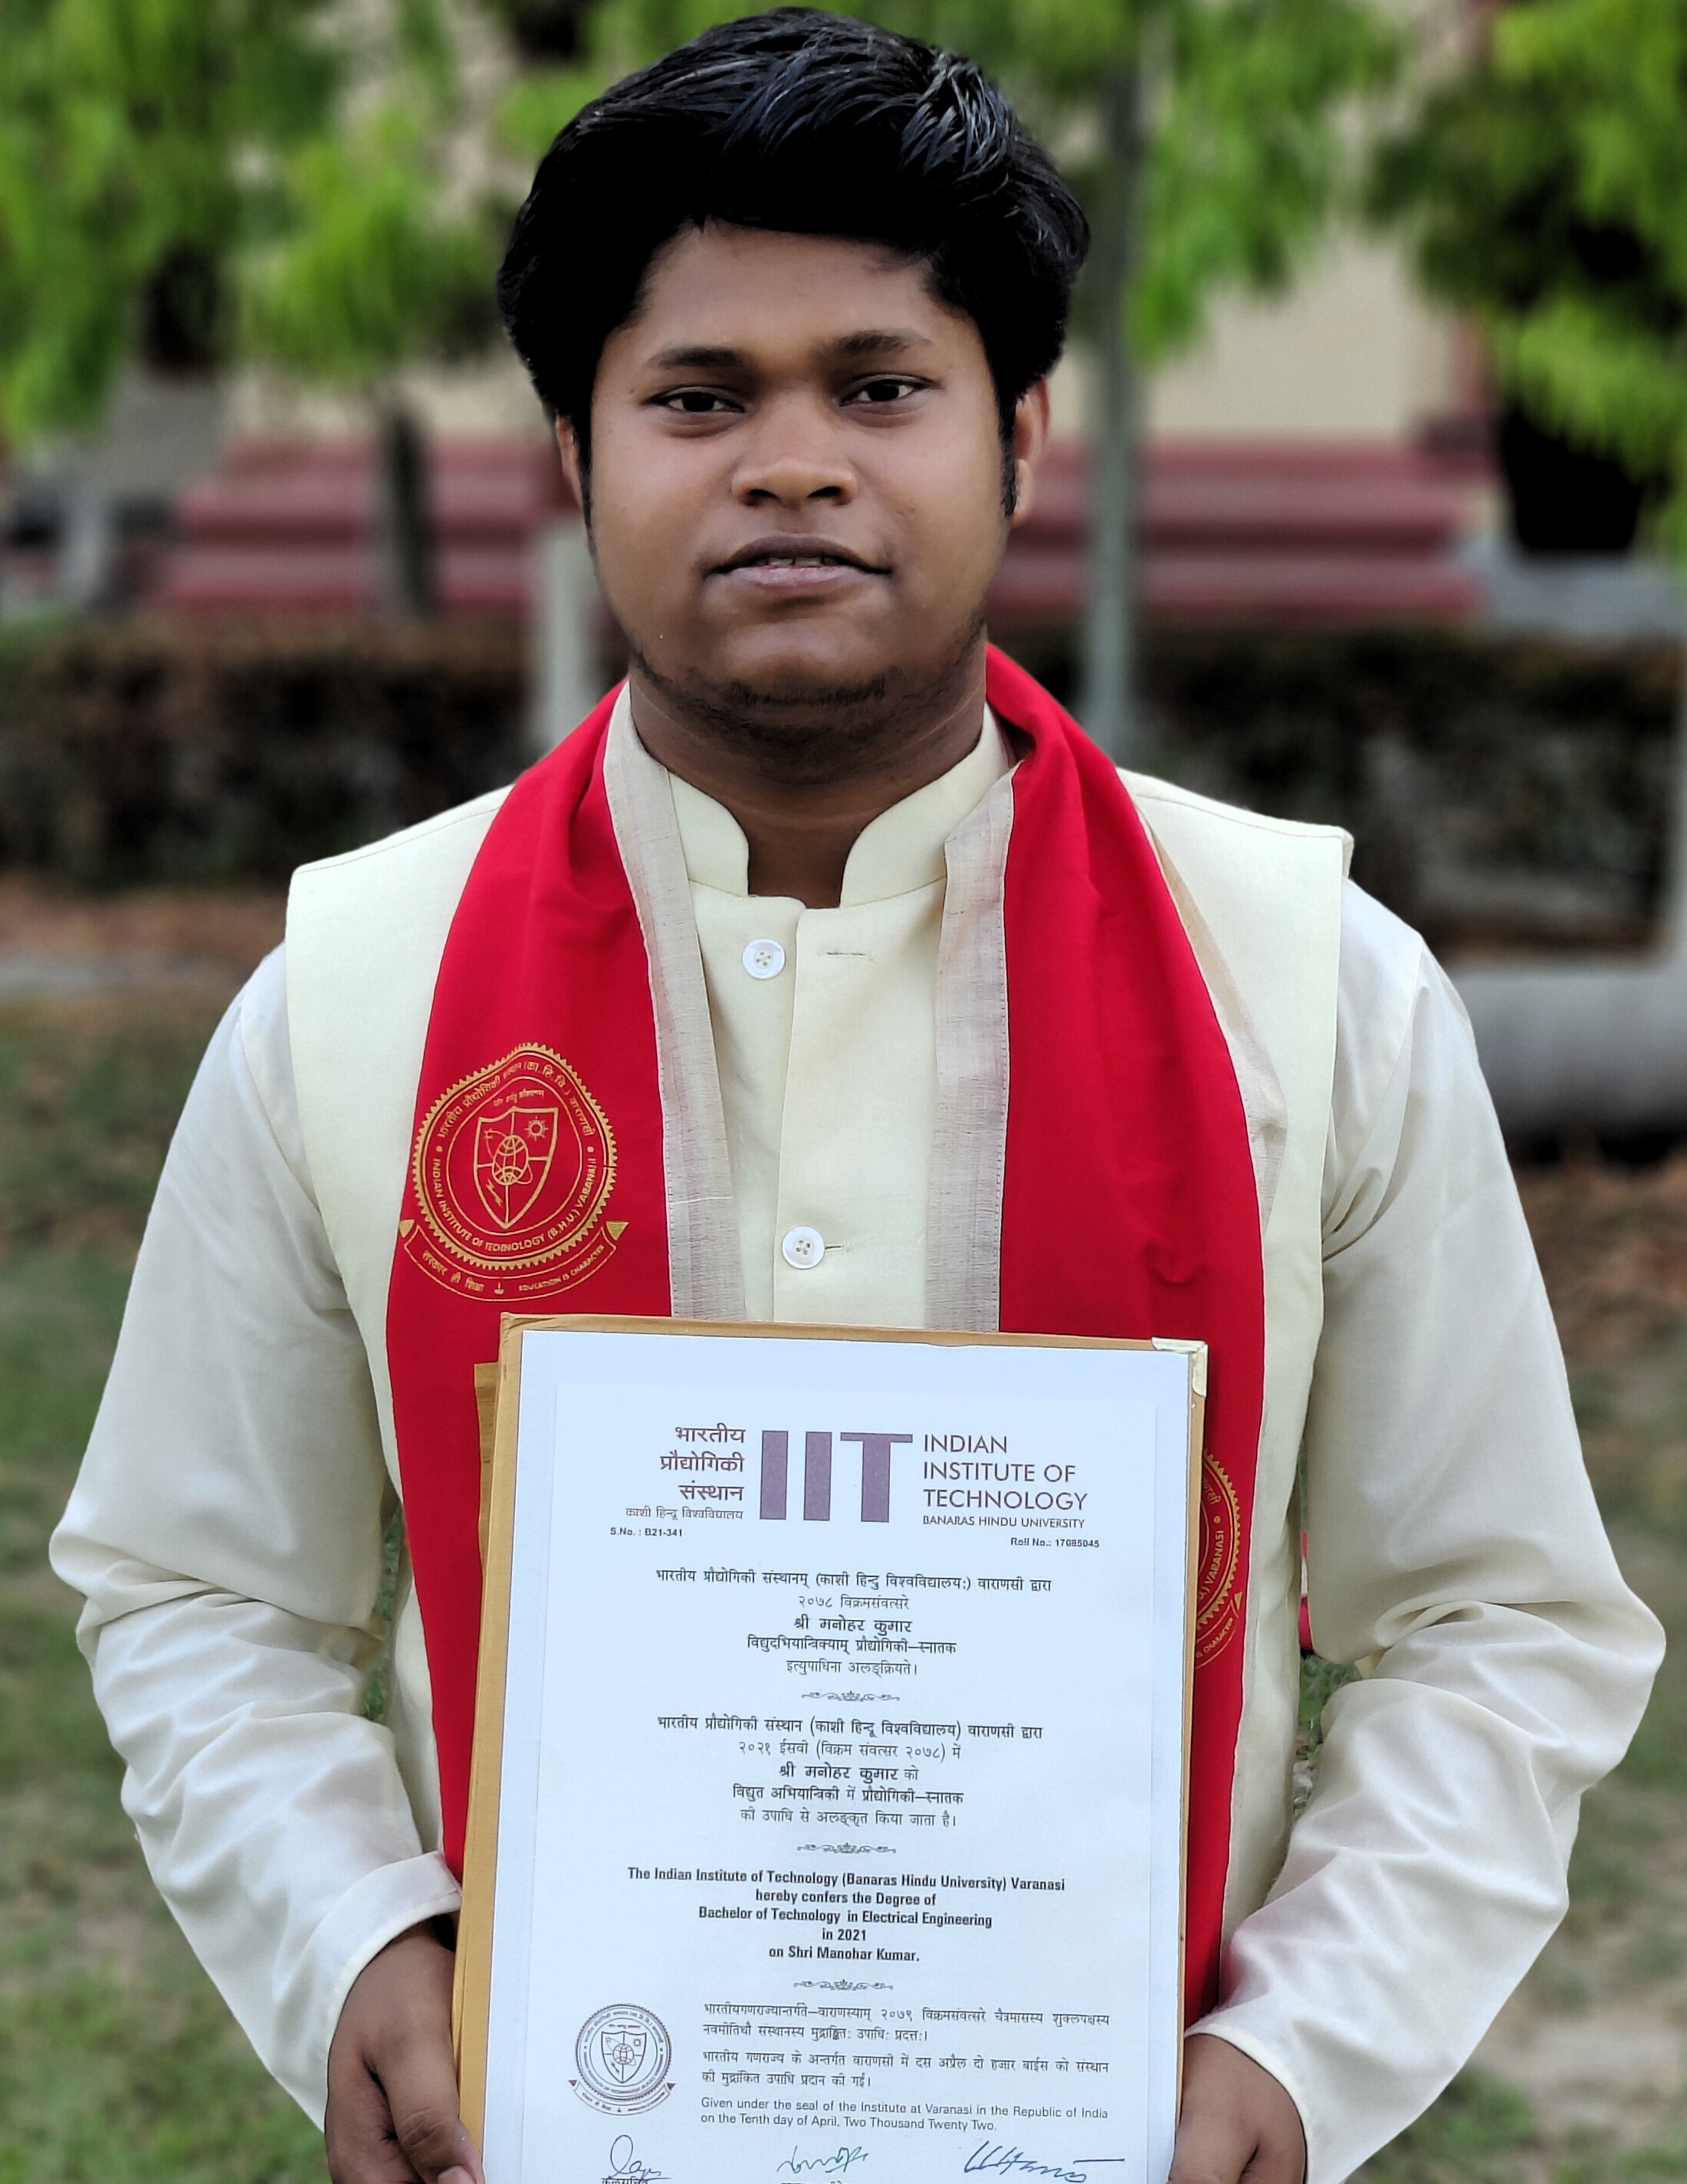 भारतीय प्रौद्योगिकी संस्थान (का.हि.वि.) वाराणसी
INDIAN INSTITUTE OF TECHNOLOGY (B.H.U.) VARANASI
EDUCATION IS CHARACTER
भारतीय
प्रौद्योगिकी
संस्थान
काशी हिन्दू विश्वविद्यालय
IIT
INDIAN
INSTITUTE OF
TECHNOLOGY
BANARAS HINDU UNIVERSITY
S.No. : B21-341
Roll No.: 17085045
भारतीय प्रौद्योगिकी संस्थानम् (काशी हिन्दु विश्वविद्यालय:) वाराणसी द्वारा
२०७८ विक्रमसंवत्सरे
श्री मनोहर कुमार
विद्युदभियान्त्रिक्याम् प्रौद्योगिकी–स्नातक
इत्युपाधिना अलङ्क्रियते।
भारतीय प्रौद्योगिकी संस्थान (काशी हिन्दू विश्वविद्यालय) वाराणसी द्वारा
२०२१ ईसवी (विक्रम संवत्सर २०७८) में
श्री मनोहर कुमार को
विद्युत अभियान्त्रिकी में प्रौद्योगिकी–स्नातक
की उपाधि से अलङ्कृत किया जाता है।
The Indian Institute of Technology (Banaras Hindu University) Varanasi
hereby confers the Degree of
Bachelor of Technology in Electrical Engineering
in 2021
on Shri Manohar Kumar.
भारतीयगणराज्यान्तर्गते–वाराणस्याम् २०७९ विक्रमसंवत्सरे चैत्रमासस्य शुक्लपक्षस्य
नवमीतिथौ संस्थानस्य मुद्राङ्कित: उपाधि: प्रदत्त:।
भारतीय गणराज्य के अन्तर्गत वाराणसी में दस अप्रैल दो हजार बाईस को संस्थान
की मुद्रांकित उपाधि प्रदान की गई।
Given under the seal of the Institute at Varanasi in the Republic of India
on the Tenth day of April, Two Thousand Twenty Two.